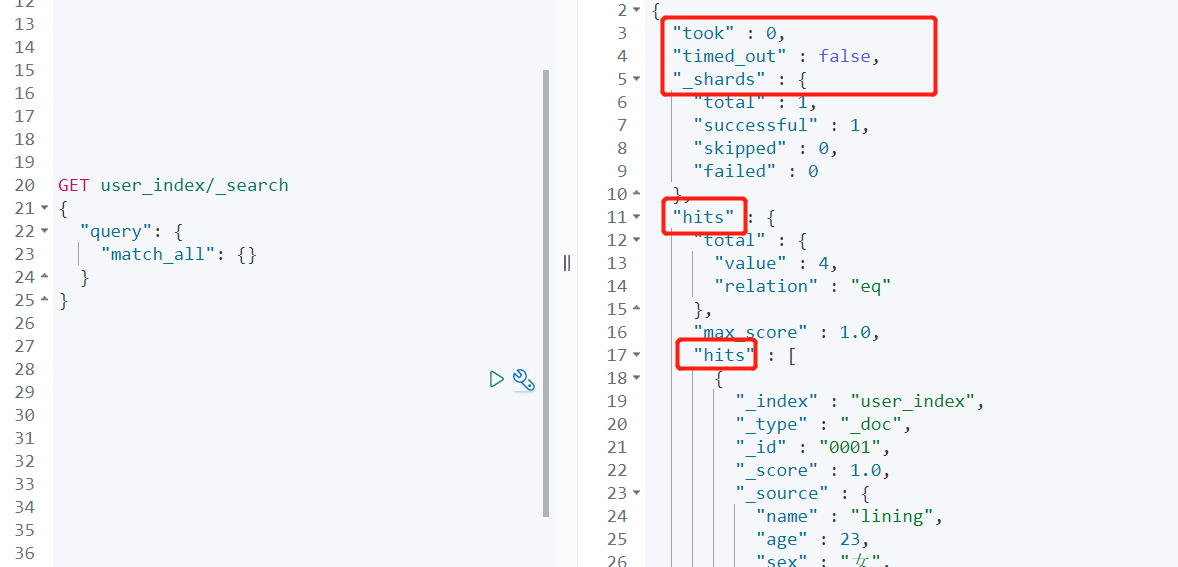 12
13
14
15
16
17
18
19
20 GET user_index/_search
21 {
22 "query": {
23 "match_all": {}
24 }
25 }
26
27
28
29
30
31
32
33
34
35
36
2 {
3 "took" : 0,
4 "timed_out" : false,
5 "_shards" : {
6 "total" : 1,
7 "successful" : 1,
8 "skipped" : 0,
9 "failed" : 0
10 },
11 "hits" : {
12 "total" : {
13 "value" : 4,
14 "relation" : "eq"
15 },
16 "max_score" : 1.0,
17 "hits" : [
18 {
19 "_index" : "user_index",
20 "_type" : "_doc",
21 "_id" : "0001",
22 "_score" : 1.0,
23 "_source" : {
24 "name" : "lining",
25 "age" : 23,
26 "sex" : "女",